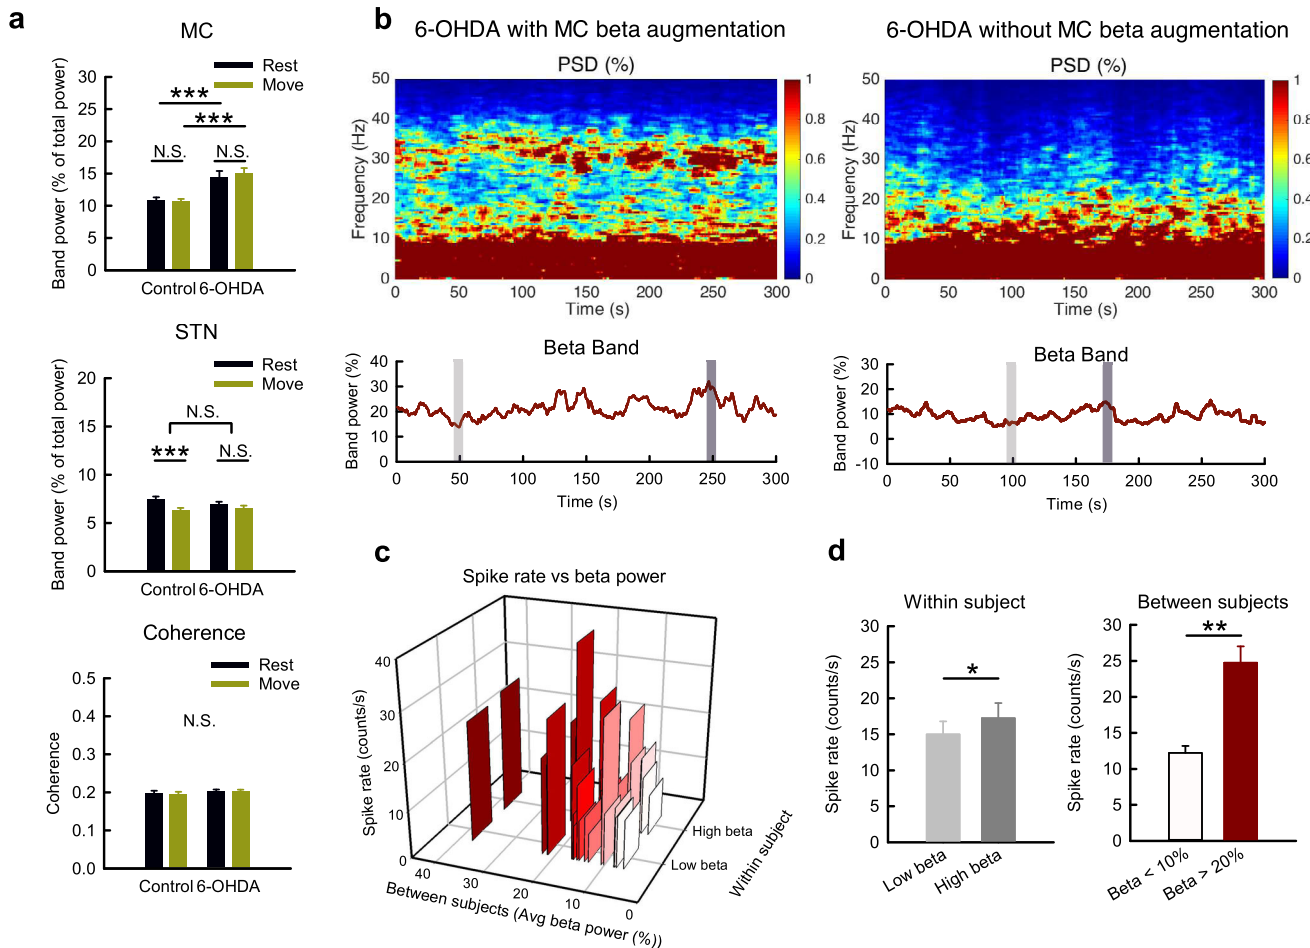 a
MC
Rest
Move
Band power (% of total power)
30
25
20
15
10
5
0
***
***
N.S.
N.S.
Control 6-OHDA
STN
Rest
Move
Band power (% of total power)
20
15
10
5
0
N.S.
***
N.S.
Control 6-OHDA
Coherence
Rest
Move
Coherence
0.5
0.4
0.3
0.2
0.1
0.0
N.S.
Control 6-OHDA
b
6-OHDA with MC beta augmentation
PSD (%)
Frequency (Hz)
50
40
30
20
10
0
0 50 100 150 200 250 300
Time (s)
1
0.8
0.6
0.4
0.2
0
Beta Band
Band power (%)
40
30
20
10
0
0 50 100 150 200 250 300
Time (s)
6-OHDA without MC beta augmentation
PSD (%)
Frequency (Hz)
50
40
30
20
10
0
0 50 100 150 200 250 300
Time (s)
1
0.8
0.6
0.4
0.2
0
Beta Band
Band power (%)
30
20
10
0
-10
0 50 100 150 200 250 300
Time (s)
c
Spike rate vs beta power
Spike rate (counts/s)
40
30
20
10
0
40 30 20 10 0
Between subjects (Avg beta power (%))
High beta
Low beta
Within subject
d
Within subject
Spike rate (counts/s)
30
25
20
15
10
5
0
*
Low beta
High beta
Between subjects
Spike rate (counts/s)
30
25
20
15
10
5
0
**
Beta < 10%
Beta > 20%